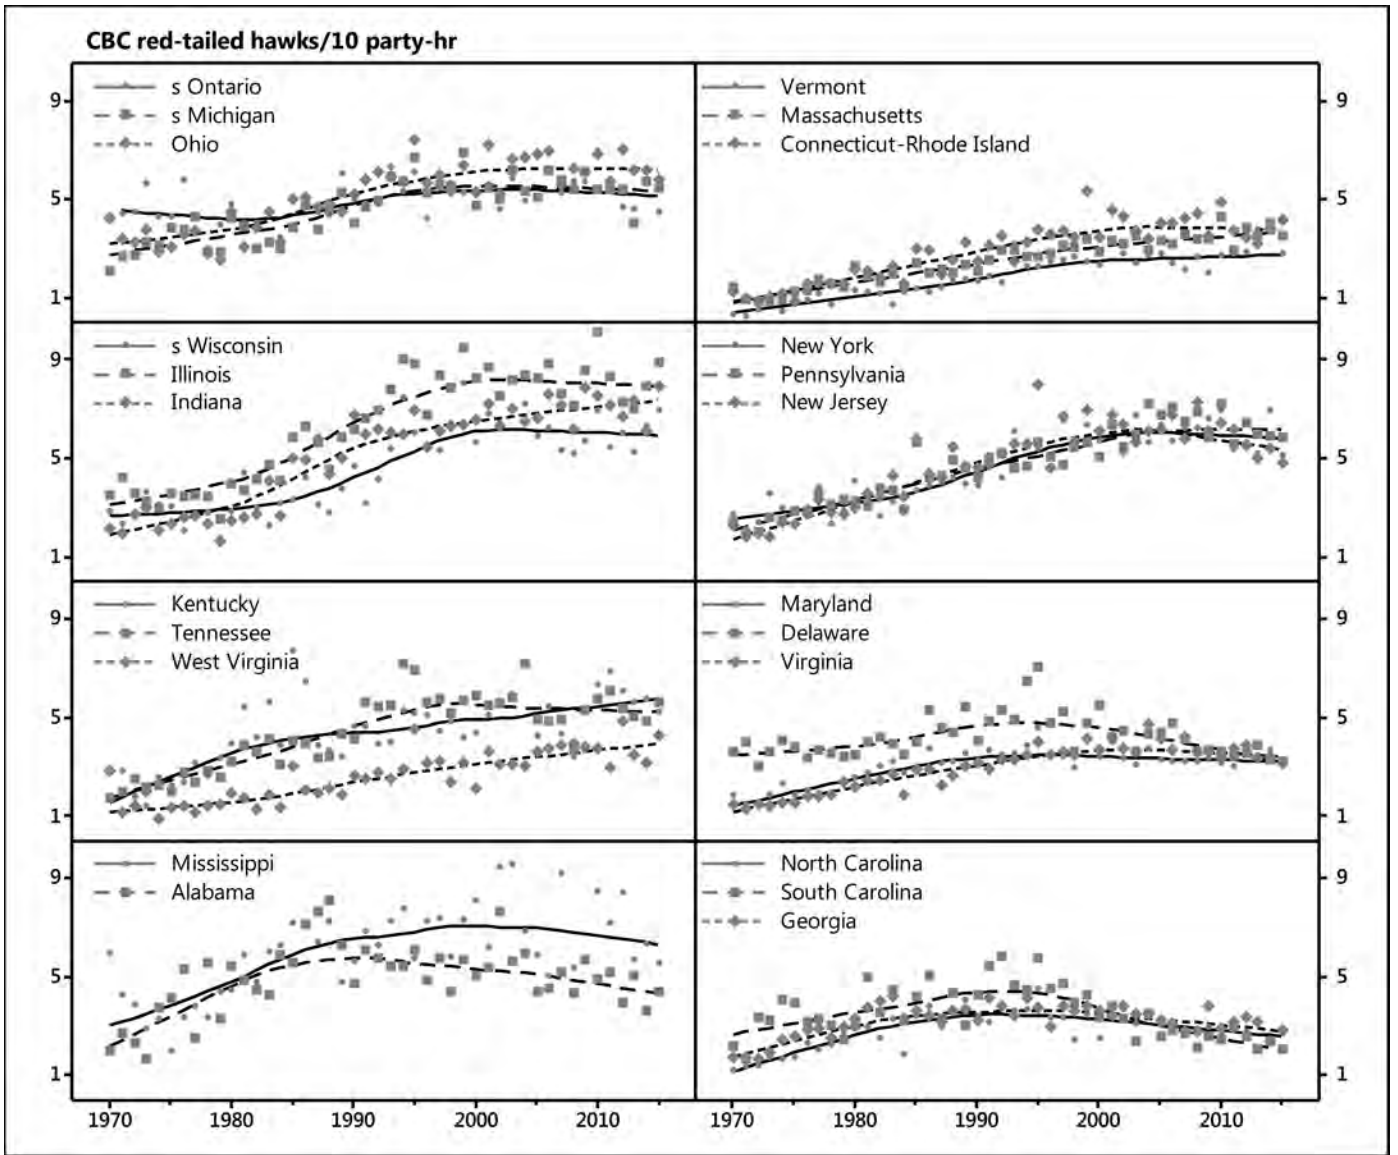 CBC red-tailed hawks/10 party-hr
s Ontario
s Michigan
Ohio
9
5
1
Vermont
Massachusetts
Connecticut-Rhode Island
9
5
1
s Wisconsin
Illinois
Indiana
9
5
1
New York
Pennsylvania
New Jersey
9
5
1
Kentucky
Tennessee
West Virginia
9
5
1
Maryland
Delaware
Virginia
9
5
1
Mississippi
Alabama
9
5
1
North Carolina
South Carolina
Georgia
9
5
1
1970 1980 1990 2000 2010
1970 1980 1990 2000 2010